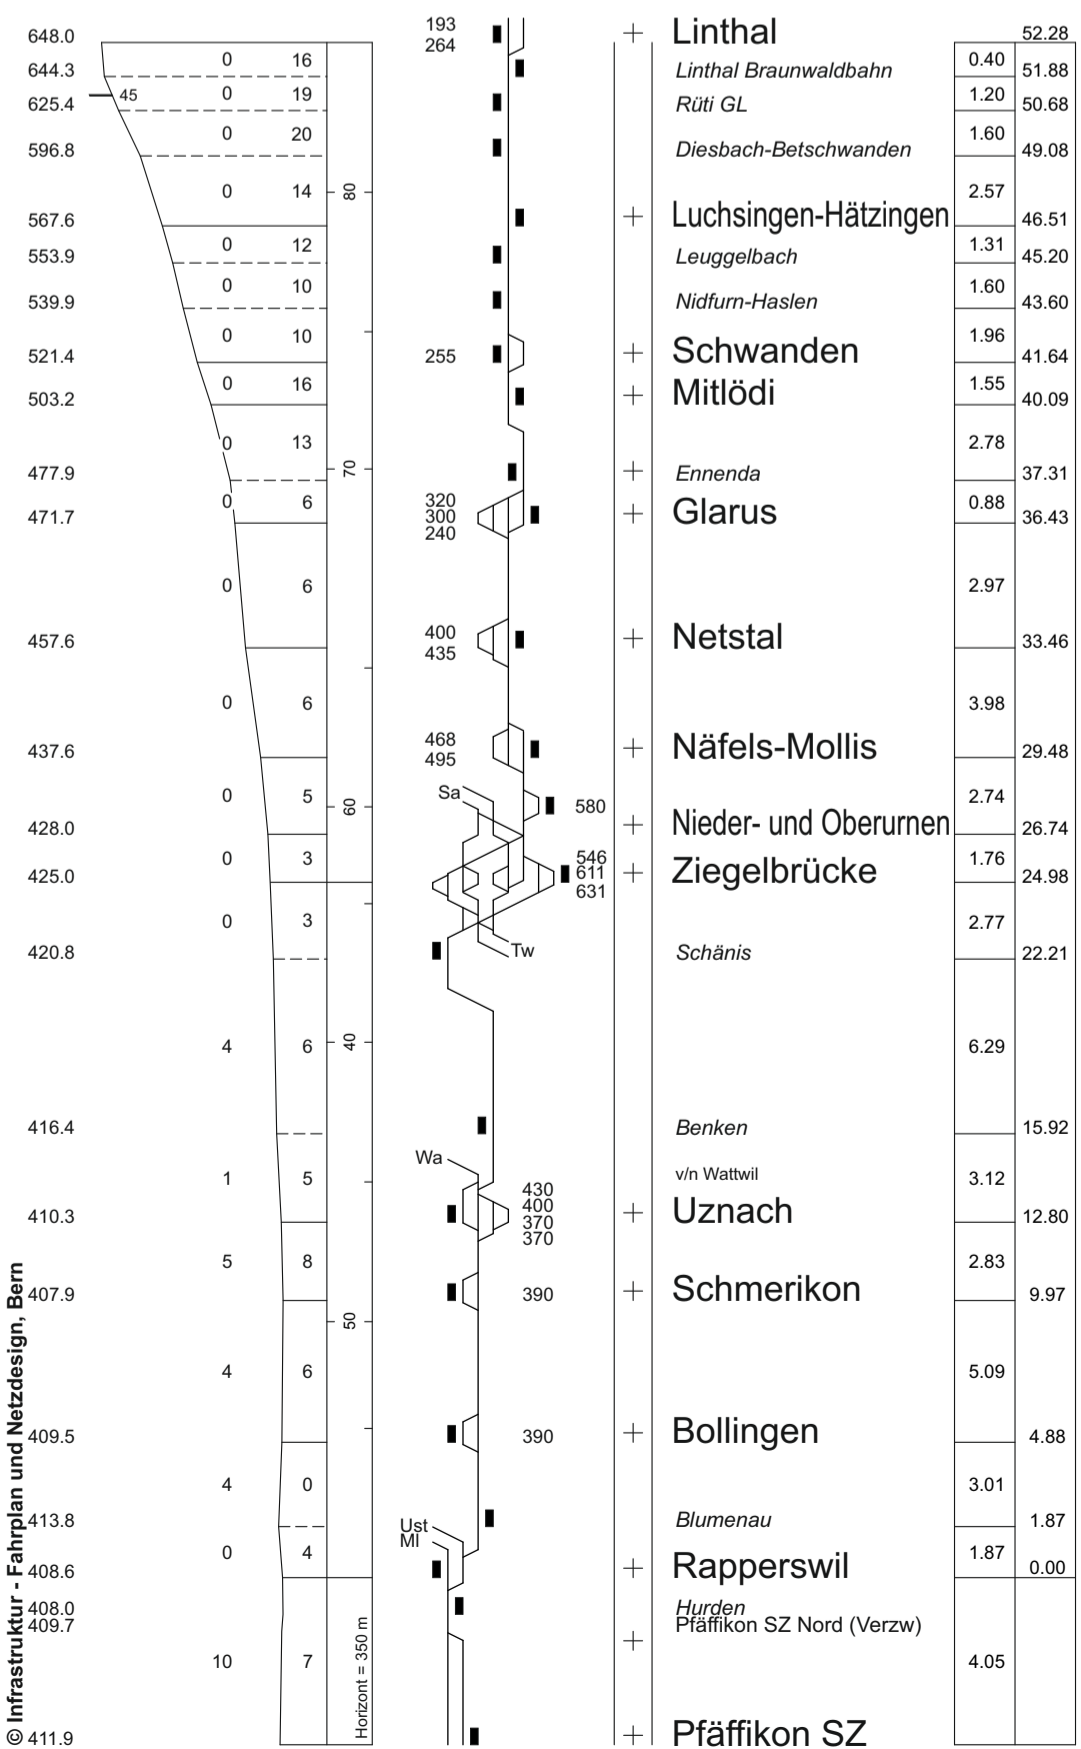 648.0 193 264 Linthal 52.28
0 16 0.40
644.3 Linthal Braunwaldbahn 51.88
45 0 19 1.20
625.4 Rüti GL 50.68
0 20 1.60
596.8 Diesbach-Betschwanden 49.08
0 14 80 2.57
567.6 Luchsingen-Hätzingen 46.51
0 12 1.31
553.9 Leuggelbach 45.20
0 10 1.60
539.9 Nidfurn-Haslen 43.60
0 10 1.96
521.4 255 Schwanden 41.64
0 16 1.55
503.2 Mitlödi 40.09
0 13 2.78
477.9 70 Ennenda 37.31
0 6 0.88
471.7 320 300 240 Glarus 36.43
0 6 2.97
457.6 400 435 Netstal 33.46
0 6 3.98
437.6 468 495 Näfels-Mollis 29.48
0 5 60 Sa 580 2.74
428.0 Nieder- und Oberurnen 26.74
0 3 1.76
425.0 546 611 631 Ziegelbrücke 24.98
0 3 2.77
420.8 Tw Schänis 22.21
4 6 40 6.29
416.4 Benken 15.92
Wa
1 5 v/n Wattwil 3.12
410.3 430 400 370 370 Uznach 12.80
5 8 2.83
407.9 390 Schmerikon 9.97
50
4 6 5.09
409.5 390 Bollingen 4.88
4 0 3.01
413.8 Blumenau 1.87
Ust
Ml
0 4 1.87
408.6 Rapperswil 0.00
408.0 Hurden
409.7 Pfäffikon SZ Nord (Verzw)
10 7 4.05
411.9 Pfäffikon SZ
Horizont = 350 m
© Infrastruktur - Fahrplan und Netzdesign, Bern